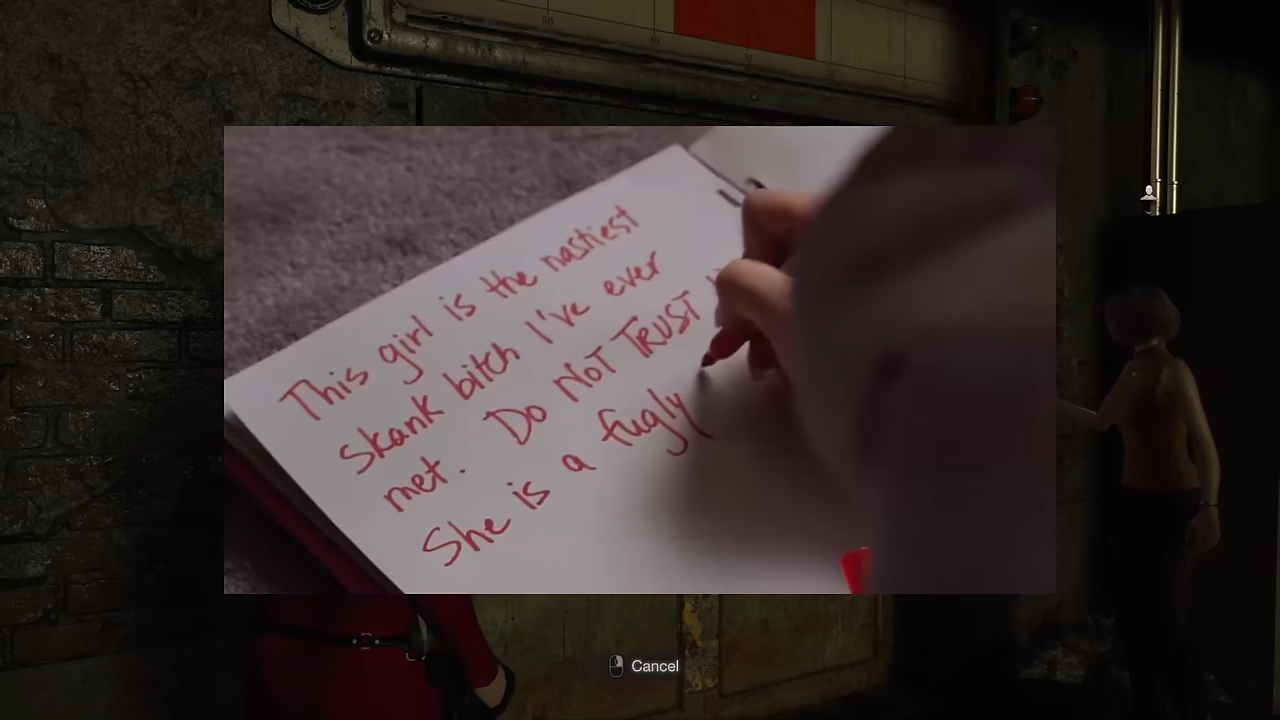 This girl is the nastiest
skank bitch I've ever
met. Do NOT TRUST
She is a fugly
Cancel